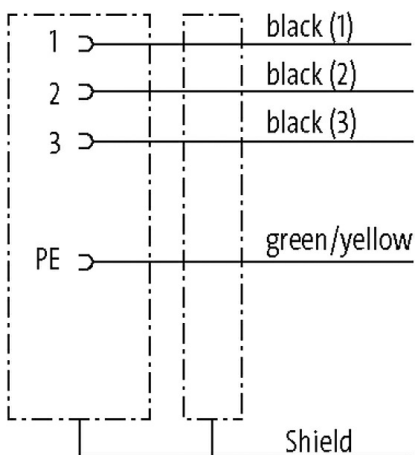 1 black (1)
2 black (2)
3 black (3)
PE green/yellow
Shield